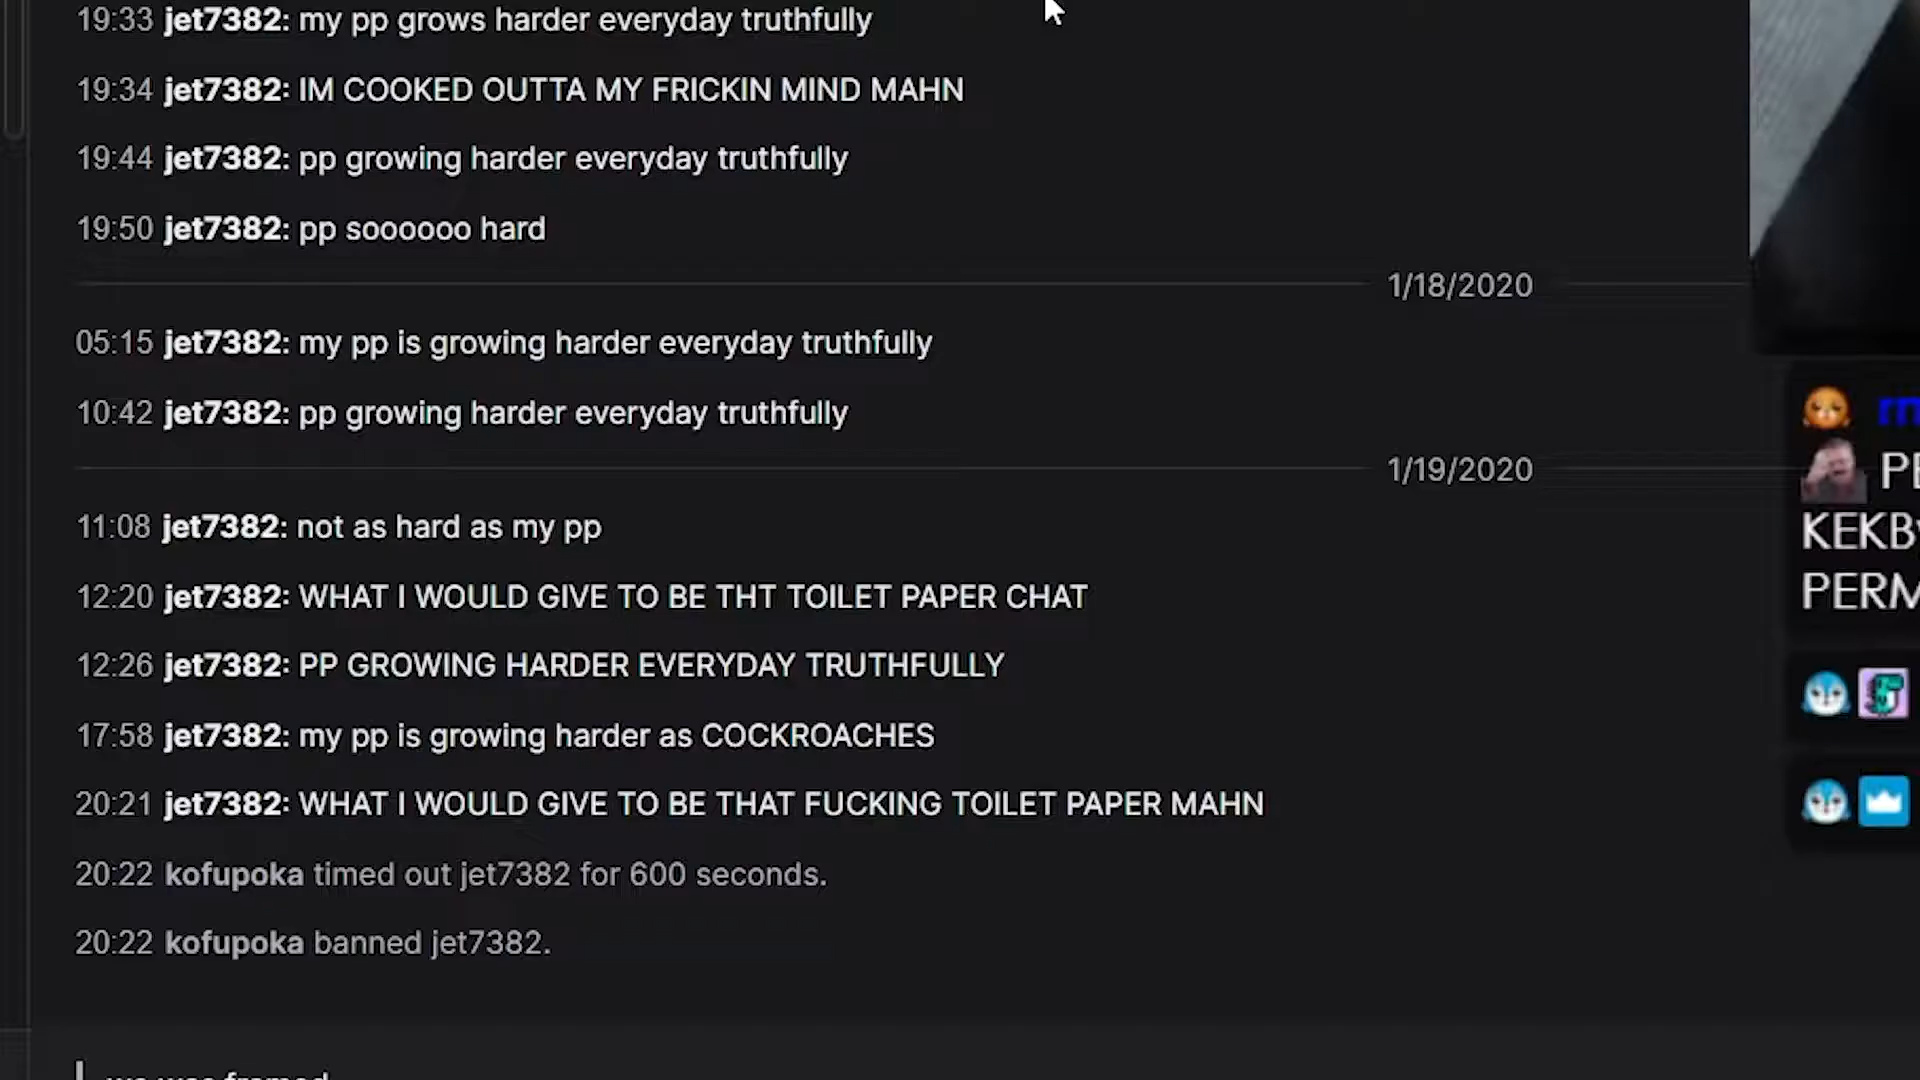 19:33 jet7382: my pp grows harder everyday truthfully
19:34 jet7382: IM COOKED OUTTA MY FRICKIN MIND MAHN
19:44 jet7382: pp growing harder everyday truthfully
19:50 jet7382: pp soooooo hard
1/18/2020
05:15 jet7382: my pp is growing harder everyday truthfully
10:42 jet7382: pp growing harder everyday truthfully
1/19/2020
11:08 jet7382: not as hard as my pp
12:20 jet7382: WHAT I WOULD GIVE TO BE THT TOILET PAPER CHAT
12:26 jet7382: PP GROWING HARDER EVERYDAY TRUTHFULLY
17:58 jet7382: my pp is growing harder as COCKROACHES
20:21 jet7382: WHAT I WOULD GIVE TO BE THAT FUCKING TOILET PAPER MAHN
20:22 kofupoka timed out jet7382 for 600 seconds.
20:22 kofupoka banned jet7382.
was framed